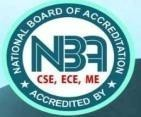 NATIONAL BOARD OF ACCREDITATION
NBA
CSE, ECE, ME
ACCREDITED BY